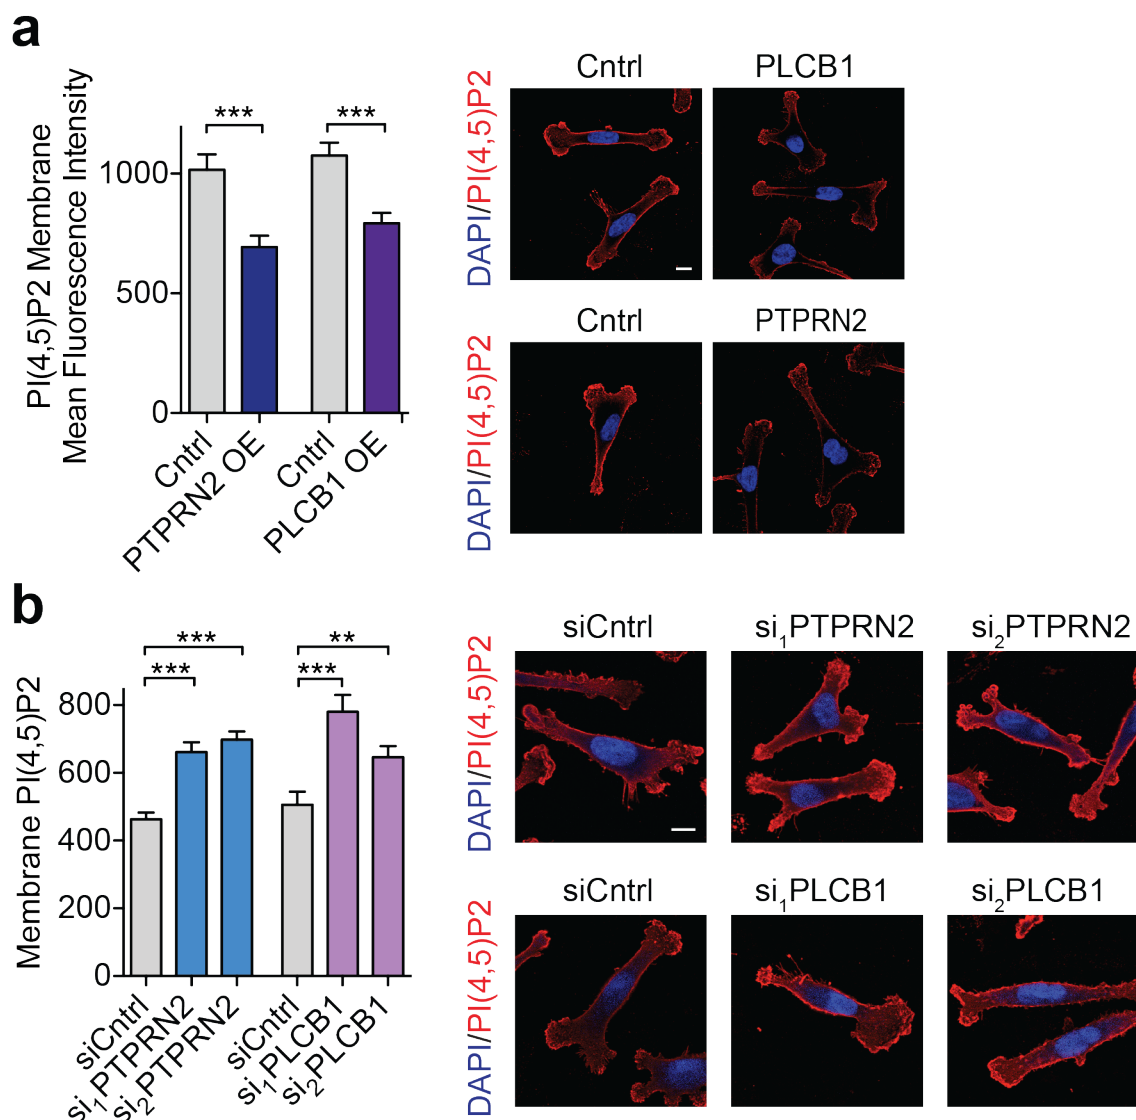 a
PI(4,5)P2 Membrane
Mean Fluorescence Intensity
1000
500
0
***
***
Cntrl
PTPRN2 OE
Cntrl
PLCB1 OE
Cntrl
PLCB1
DAPI/PI(4,5)P2
Cntrl
PTPRN2
DAPI/PI(4,5)P2
b
Membrane PI(4,5)P2
800
600
400
200
0
***
***
**
***
siCntrl
si1PTPRN2
si2PTPRN2
siCntrl
si1PLCB1
si2PLCB1
siCntrl
si1PTPRN2
si2PTPRN2
DAPI/PI(4,5)P2
siCntrl
si1PLCB1
si2PLCB1
DAPI/PI(4,5)P2